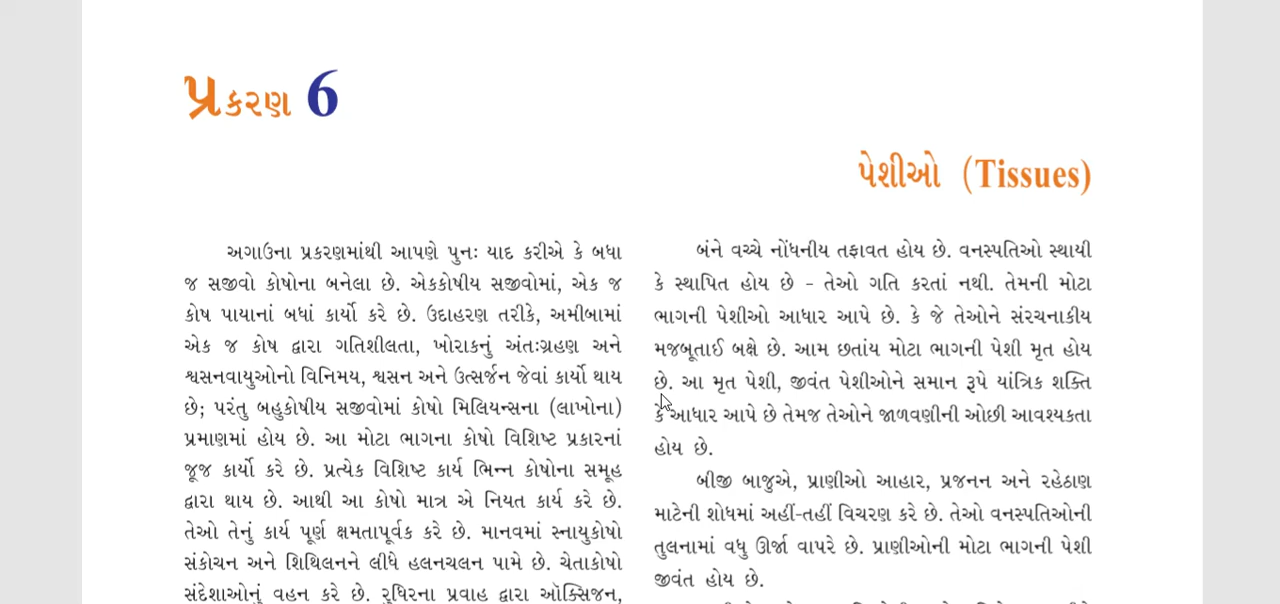 પ્રકરણ 6
પેશીઓ (Tissues)
અગાઉના પ્રકરણમાંથી આપણે પુનઃ યાદ કરીએ કે બધા
જ સજીવો કોષોના બનેલા છે. એકકોષીય સજીવોમાં, એક જ
કોષ પાયાનાં બધાં કાર્યો કરે છે. ઉદાહરણ તરીકે, અમીબામાં
એક જ કોષ દ્વારા ગતિશીલતા, ખોરાકનું અંતઃગ્રહણ અને
શ્વસનવાયુઓનો વિનિમય, શ્વસન અને ઉત્સર્જન જેવાં કાર્યો થાય
છે; પરંતુ બહુકોષીય સજીવોમાં કોષો મિલિયન્સના (લાખોના)
પ્રમાણમાં હોય છે. આ મોટા ભાગના કોષો વિશિષ્ટ પ્રકારનાં
જૂજ કાર્યો કરે છે. પ્રત્યેક વિશિષ્ટ કાર્ય ભિન્ન કોષોના સમૂહ
દ્વારા થાય છે. આથી આ કોષો માત્ર એ નિયત કાર્ય કરે છે.
તેઓ તેનું કાર્ય પૂર્ણ ક્ષમતાપૂર્વક કરે છે. માનવમાં સ્નાયુકોષો
સંકોચન અને શિથિલનને લીધે હલનચલન પામે છે. ચેતાકોષો
સંદેશાઓનું વહન કરે છે. રુધિરના પ્રવાહ દ્વારા ઑક્સિજન,
બંને વચ્ચે નોંધનીય તફાવત હોય છે. વનસ્પતિઓ સ્થાયી
કે સ્થાપિત હોય છે - તેઓ ગતિ કરતાં નથી. તેમની મોટા
ભાગની પેશીઓ આધાર આપે છે. કે જે તેઓને સંરચનાકીય
મજબૂતાઈ બક્ષે છે. આમ છતાંય મોટા ભાગની પેશી મૃત હોય
છે. આ મૃત પેશી, જીવંત પેશીઓને સમાન રૂપે યાંત્રિક શક્તિ
કે આધાર આપે છે તેમજ તેઓને જાળવણીની ઓછી આવશ્યકતા
હોય છે.
બીજી બાજુએ, પ્રાણીઓ આહાર, પ્રજનન અને રહેઠાણ
માટેની શોધમાં અહીં-તહીં વિચરણ કરે છે. તેઓ વનસ્પતિઓની
તુલનામાં વધુ ઊર્જા વાપરે છે. પ્રાણીઓની મોટા ભાગની પેશી
જીવંત હોય છે.